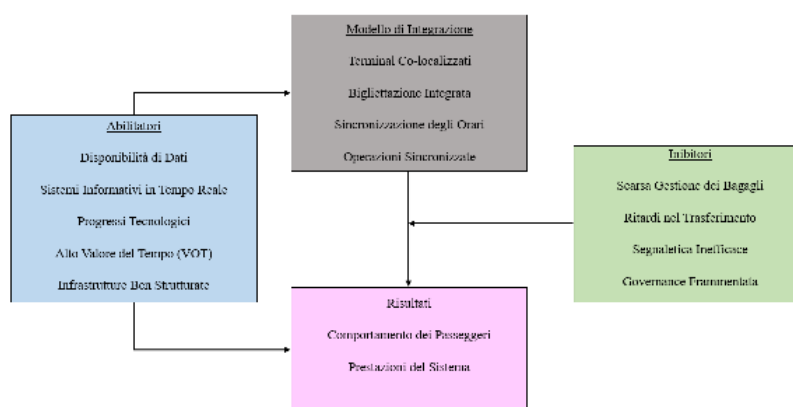 Modello di Integrazione
Terminal Co-localizzati
Bigliettazione Integrata
Sincronizzazione degli Orari
Operazioni Sincronizzate
Abilitatori
Disponibilità di Dati
Sistemi Informativi in Tempo Reale
Progressi Tecnologici
Alto Valore del Tempo (VOT)
Infrastrutture Ben Strutturate
Inibitori
Scarsa Gestione dei Bagagli
Ritardi nel Trasferimento
Segnaletica Inefficace
Governance Frammentata
Risultati
Comportamento dei Passeggeri
Prestazioni del Sistema